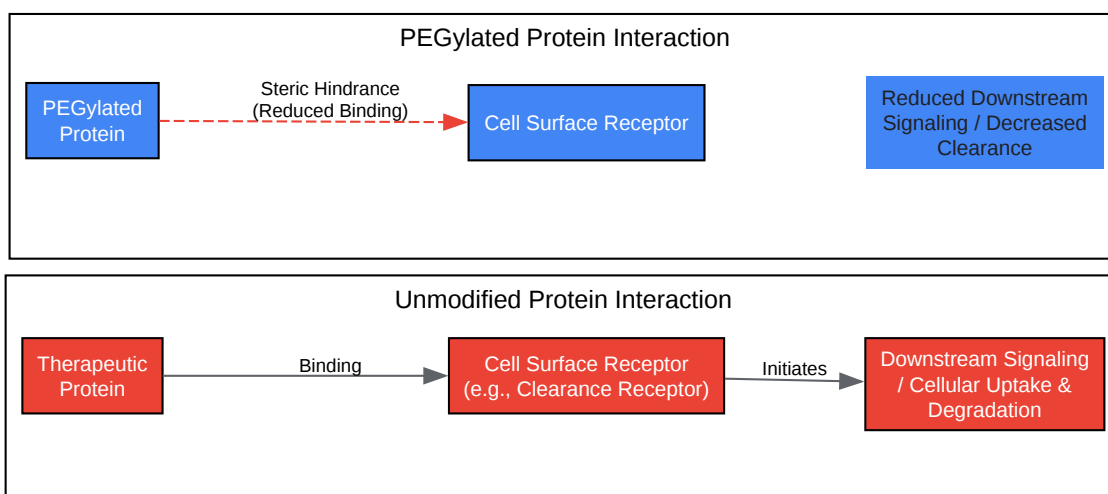 PEGylated Protein Interaction
PEGylated
Protein
Steric Hindrance
(Reduced Binding)
Cell Surface Receptor
Reduced Downstream
Signaling / Decreased
Clearance
Unmodified Protein Interaction
Therapeutic
Protein
Binding
Cell Surface Receptor
(e.g., Clearance Receptor)
Initiates
Downstream Signaling
/ Cellular Uptake &
Degradation